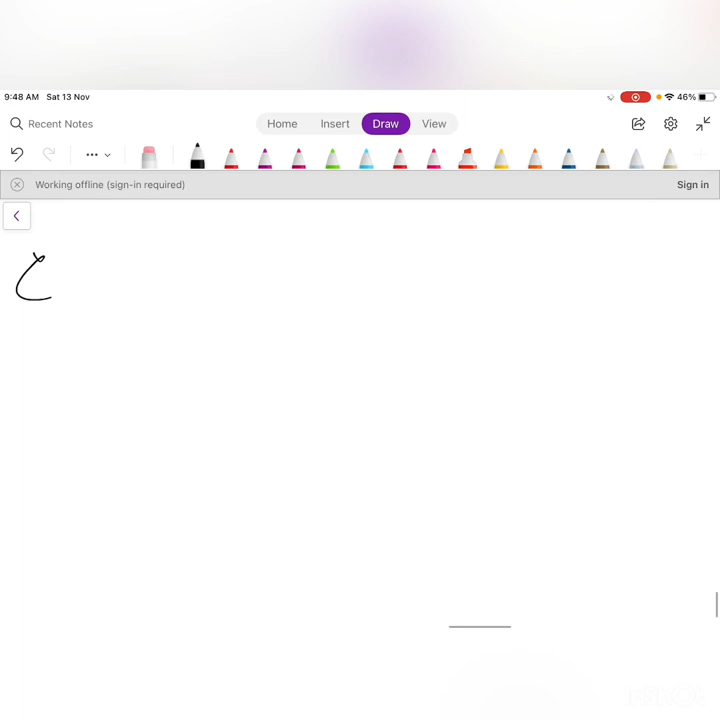 9:48 AM Sat 13 Nov 46%
Recent Notes Home Insert Draw View
Working offline (sign-in required) Sign in
C
InShOt